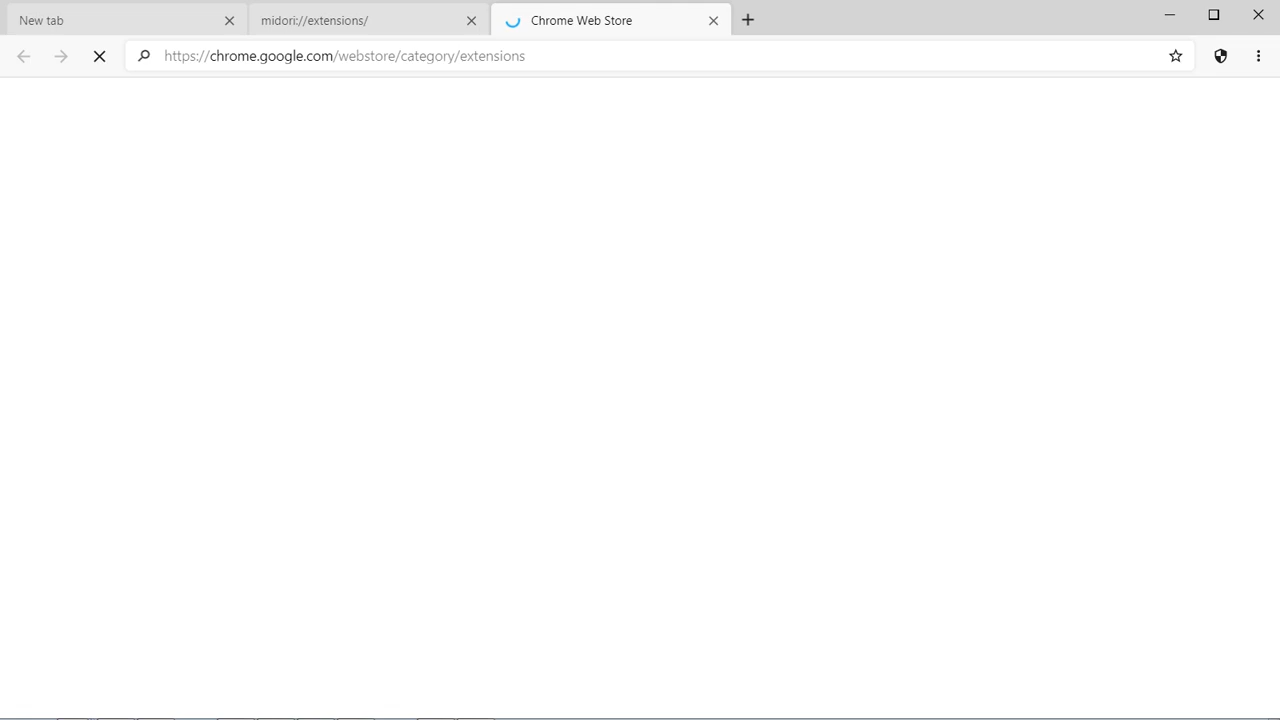 New tab
midori://extensions/
Chrome Web Store
https://chrome.google.com/webstore/category/extensions